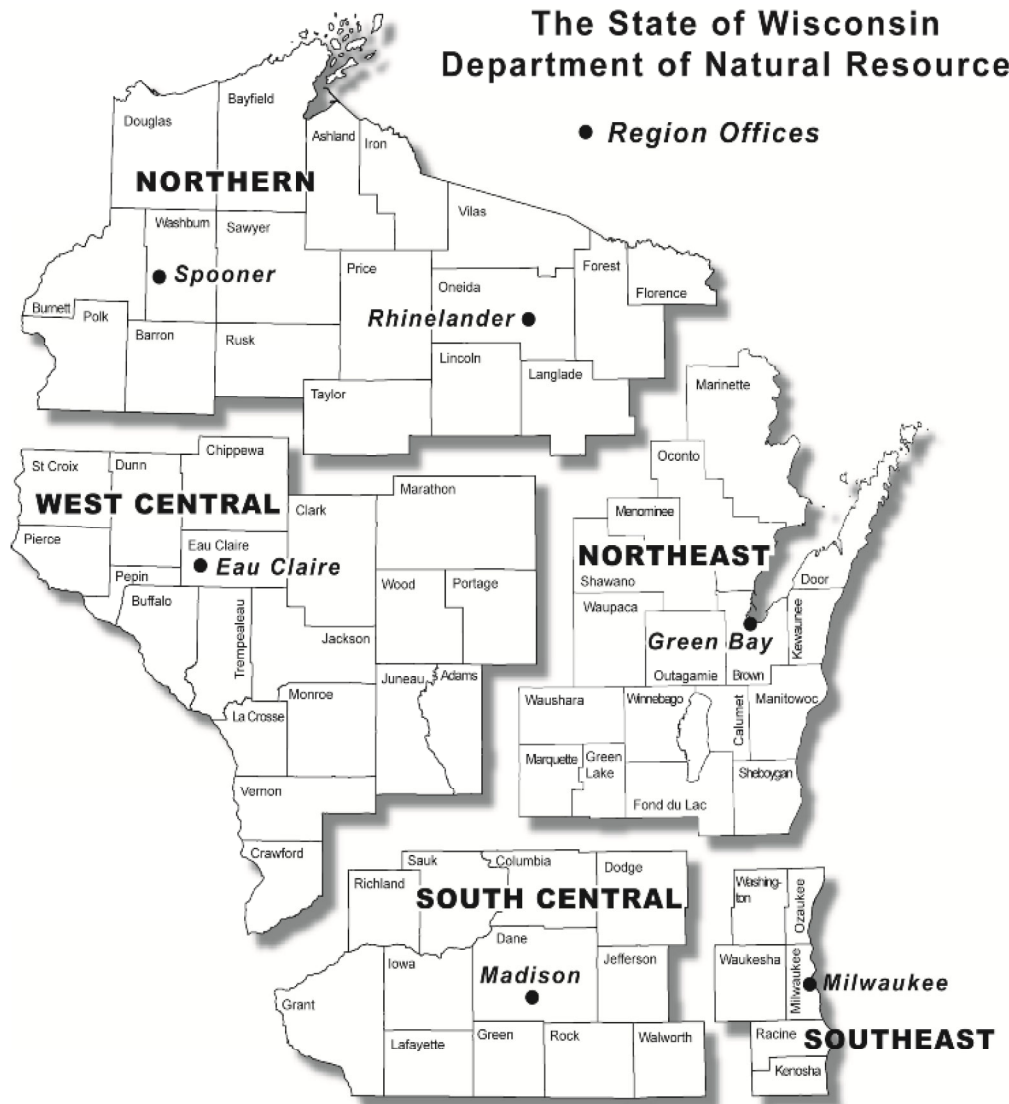 The State of Wisconsin
Department of Natural Resource
Region Offices
Bayfield
Douglas
Ashland
Iron
NORTHERN
Vilas
Washburn
Sawyer
Spooner
Price
Forest
Oneida
Florence
Burnett
Polk
Rhinelander
Barron
Rusk
Lincoln
Langlade
Taylor
Marinette
Chippewa
St Croix
Dunn
Oconto
WEST CENTRAL
Marathon
Clark
Menominee
Pierce
Eau Claire
Eau Claire
NORTHEAST
Pepin
Wood
Portage
Shawano
Door
Buffalo
Waupaca
Trempealeau
Jackson
Green Bay
Kewaunee
Juneau
Adams
Outagamie
Brown
Monroe
Waushara
Winnebago
Calumet
Manitowoc
La Crosse
Marquette
Green
Lake
Sheboygan
Vernon
Fond du Lac
Crawford
Sauk
Columbia
Dodge
Richland
SOUTH CENTRAL
Washing-
ton
Ozaukee
Dane
Iowa
Jefferson
Waukesha
Milwaukee
Madison
Milwaukee
Grant
Lafayette
Green
Rock
Walworth
Racine
SOUTHEAST
Kenosha